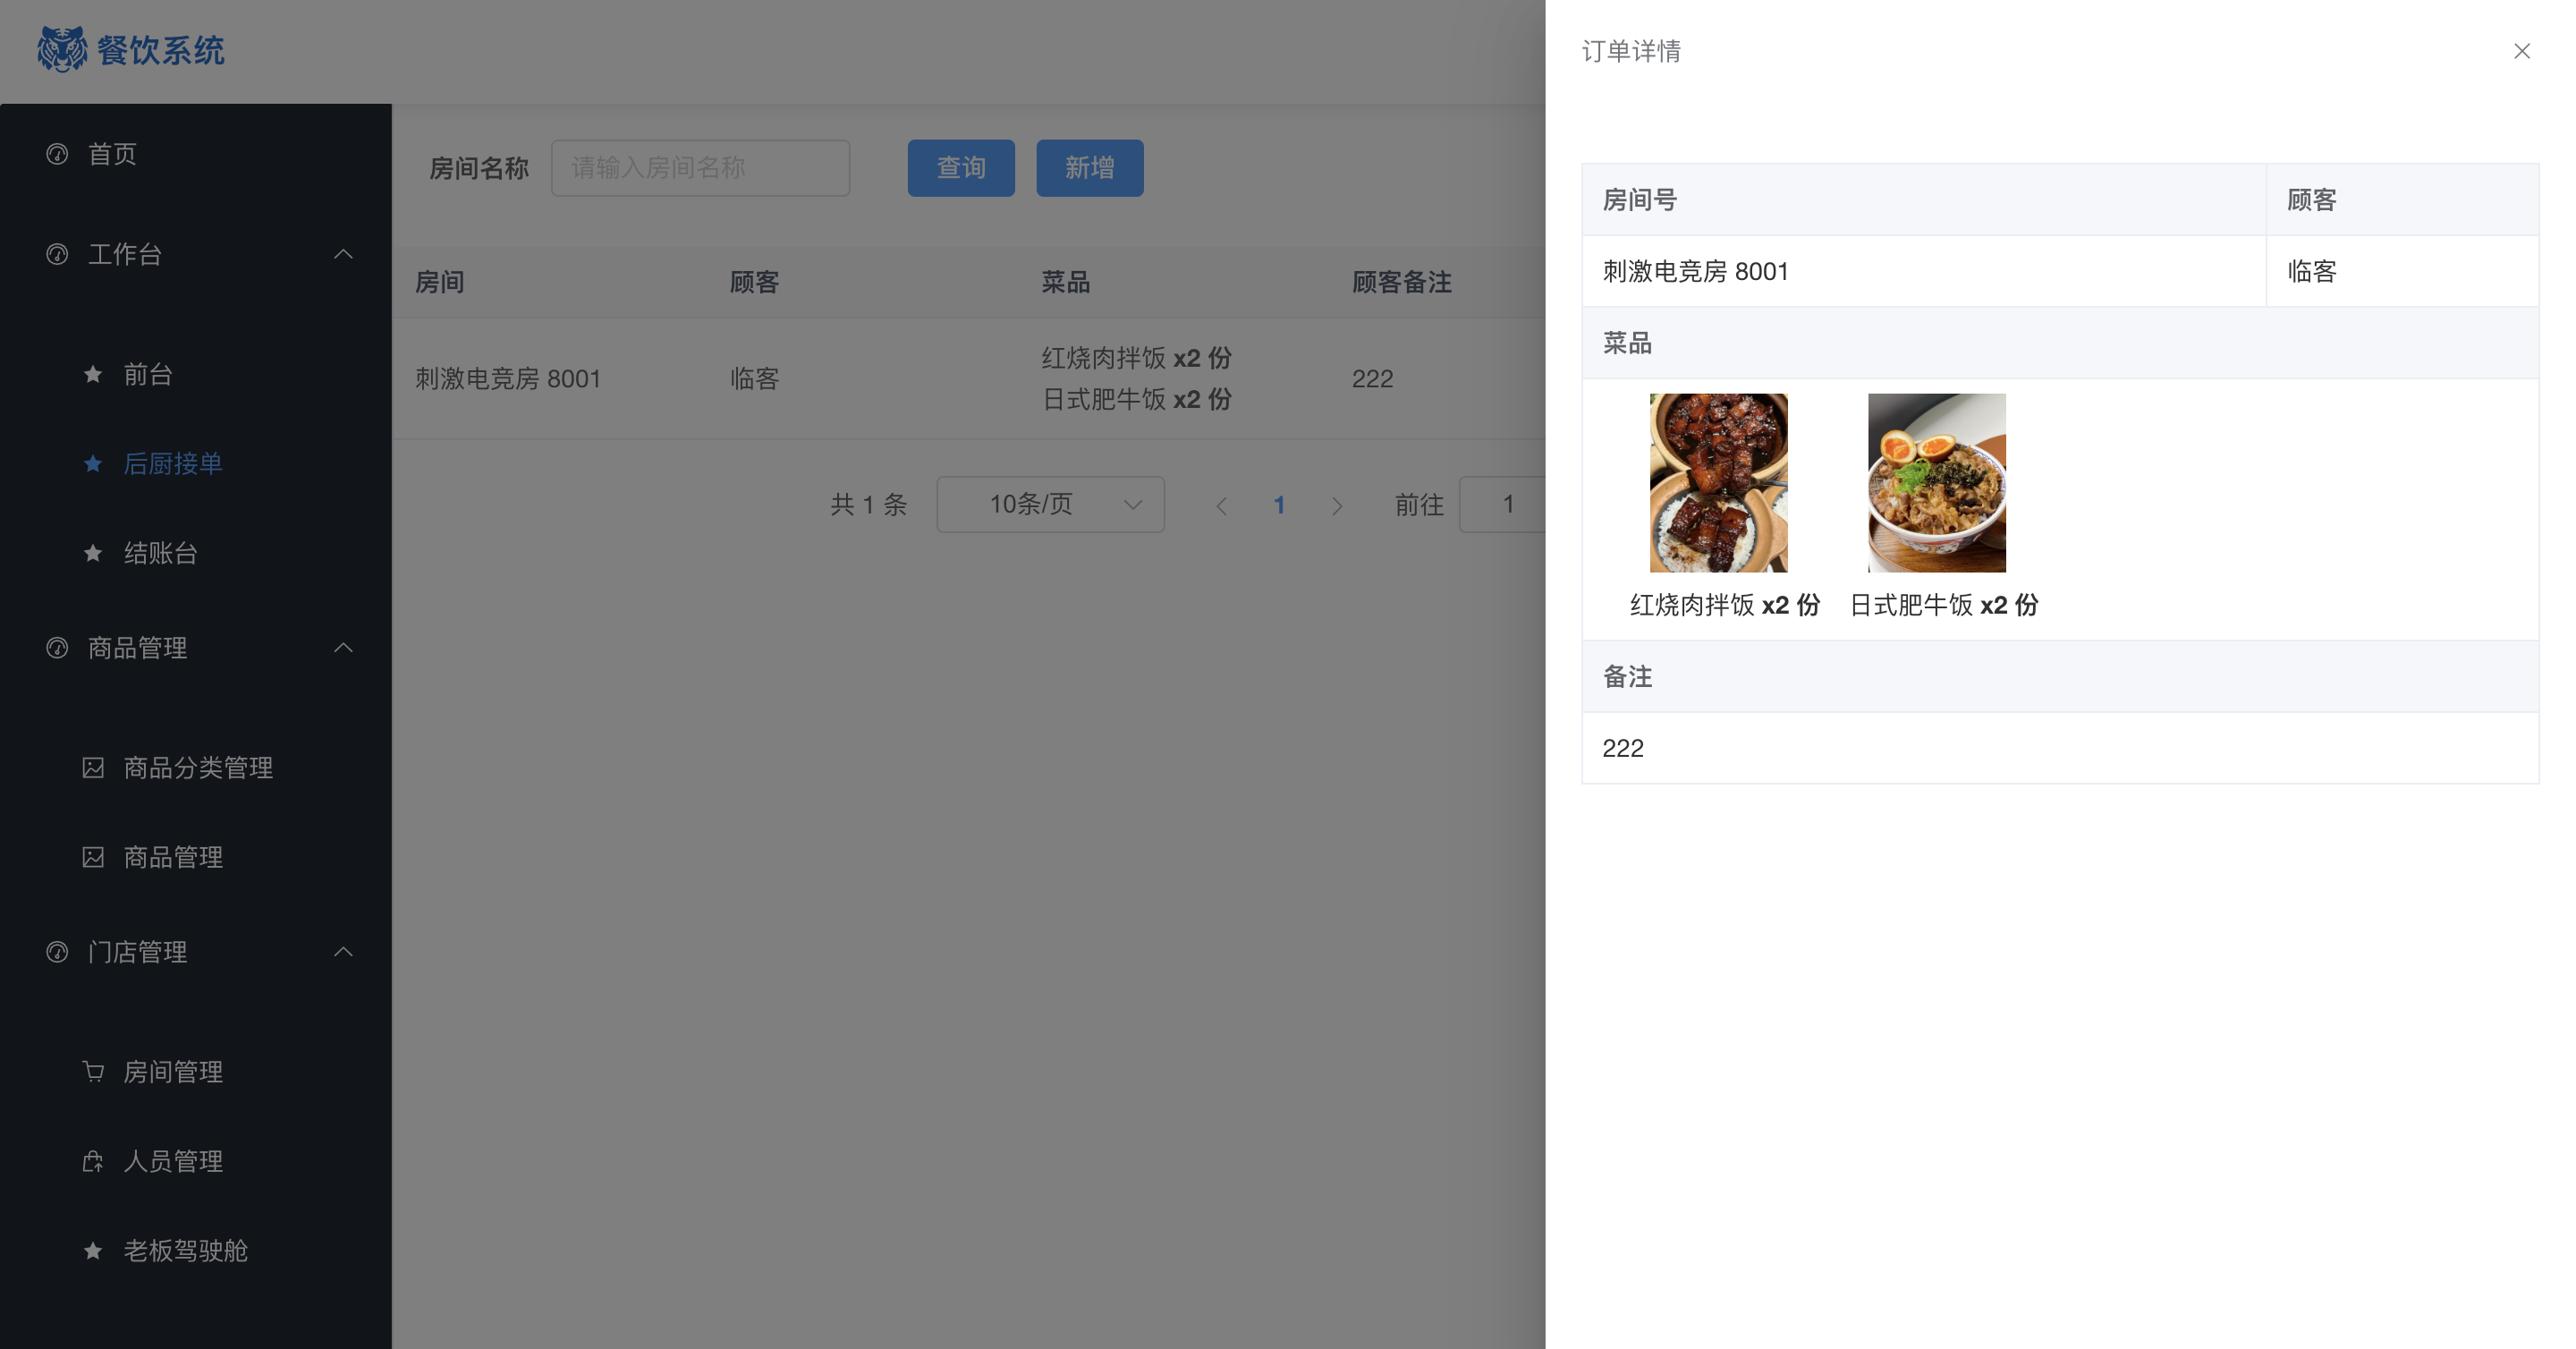 餐饮系统
首页
工作台
前台
后厨接单
结账台
商品管理
商品分类管理
商品管理
门店管理
房间管理
人员管理
老板驾驶舱
房间名称 请输入房间名称 查询 新增
房间 顾客 菜品 顾客备注
刺激电竞房 8001 临客 红烧肉拌饭 x2 份
日式肥牛饭 x2 份
222
共 1 条 10条/页 1 前往 1
订单详情
房间号 顾客
刺激电竞房 8001 临客
菜品
红烧肉拌饭 x2 份 日式肥牛饭 x2 份
备注
222